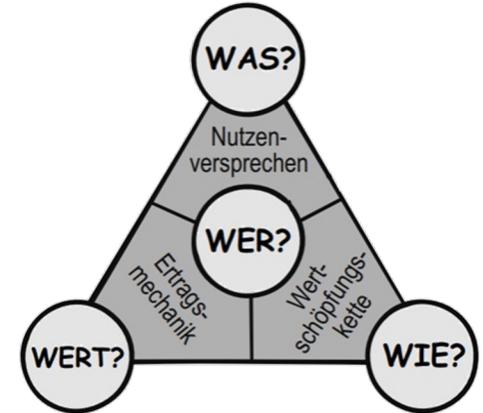 WAS?
Nutzen-
versprechen
WER?
Ertrags-
mechanik
Wert-
schöpfungs-
kette
WERT?
WIE?